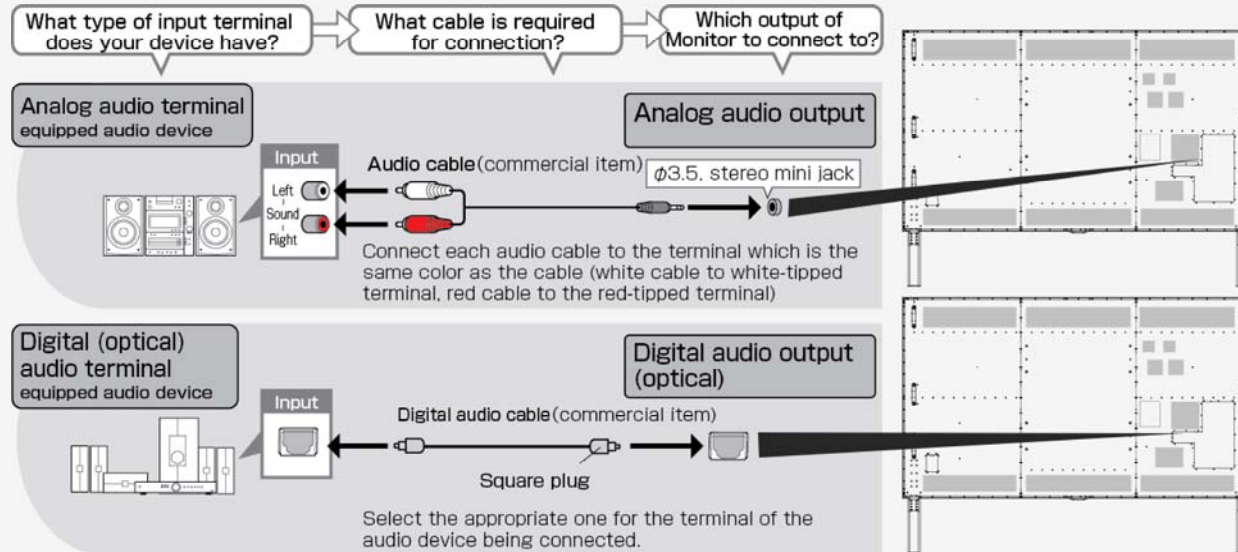 What type of input terminal
does your device have?
What cable is required
for connection?
Which output of
Monitor to connect to?
Analog audio terminal
equipped audio device
Analog audio output
Input
Left
Sound
Right
Audio cable(commercial item)
φ3.5, stereo mini jack
Connect each audio cable to the terminal which is the
same color as the cable (white cable to white-tipped
terminal, red cable to the red-tipped terminal)
Digital (optical)
audio terminal
equipped audio device
Digital audio output
(optical)
Input
Digital audio cable(commercial item)
Square plug
Select the appropriate one for the terminal of the
audio device being connected.